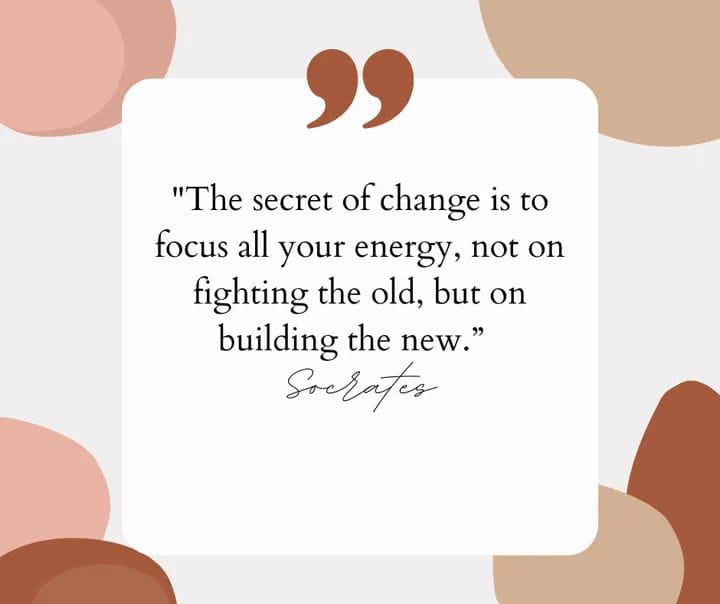 "The secret of change is to
focus all your energy, not on
fighting the old, but on
building the new.”
Socrates